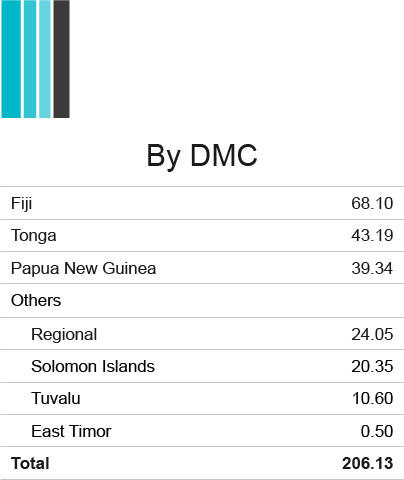 By DMC
Fiji 68.10
Tonga 43.19
Papua New Guinea 39.34
Others
Regional 24.05
Solomon Islands 20.35
Tuvalu 10.60
East Timor 0.50
Total 206.13